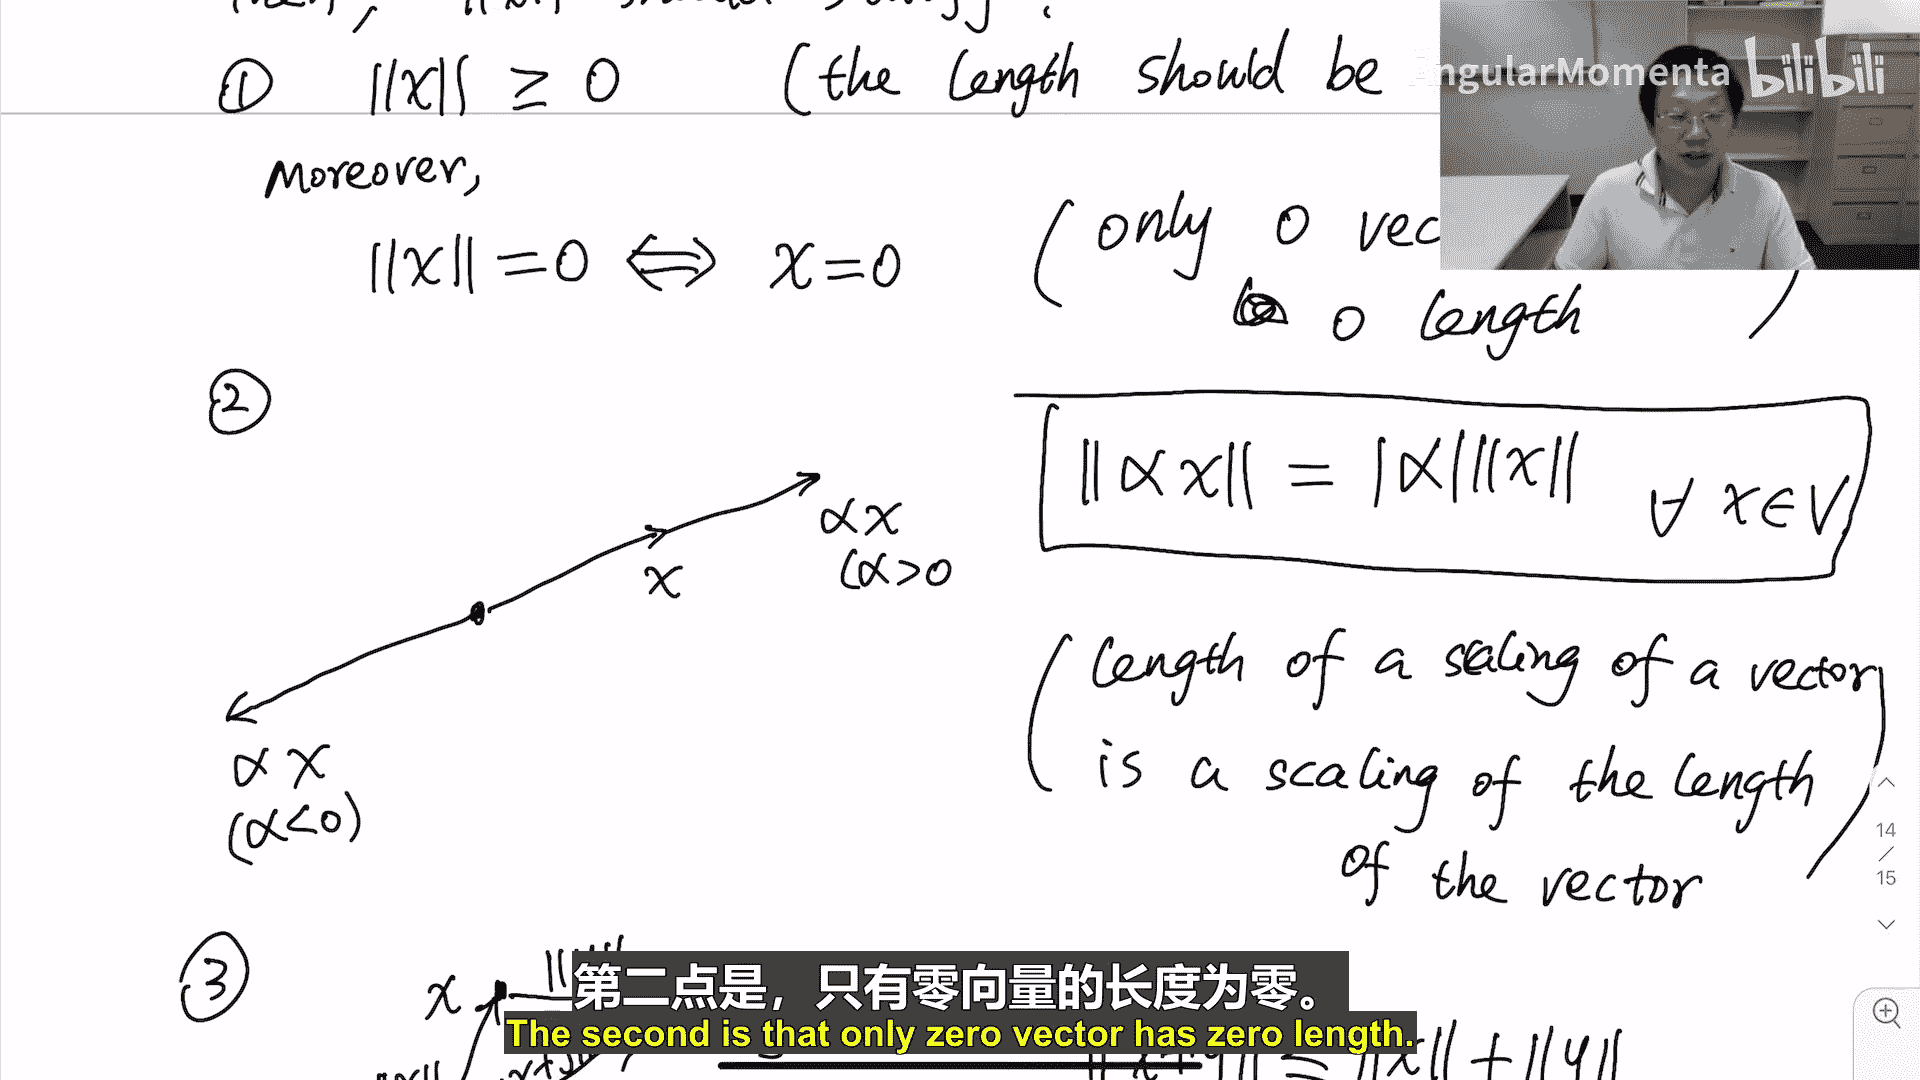 ① ||x|| ≥ 0 (the length should be
AngularMomenta bilibili
Moreover,
||x|| = 0 ⟺ x = 0
(only 0 vec
0 length)
②
||αx|| = |α| ||x|| ∀ x ∈ V
αx
(α>0
x
αx
(α<0)
(length of a scaling of a vector
is a scaling of the length
of the vector)
14
/
15
③
x
第二点是，只有零向量的长度为零。
The second is that only zero vector has zero length.